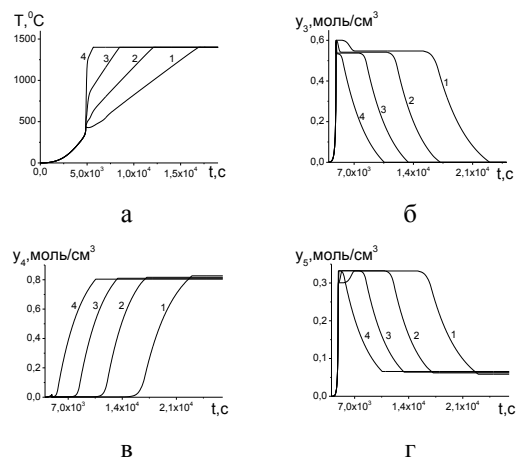 T,⁰C
1500
1000
500
0
0,0
5,0x10³
1,0x10⁴
1,5x10⁴
t,c
4
3
2
1
а
y₃,моль/см³
0,6
0,4
0,2
0,0
7,0x10³
1,4x10⁴
2,1x10⁴
t,c
1
2
3
4
б
y₄,моль/см³
0,8
0,6
0,4
0,2
0,0
7,0x10³
1,4x10⁴
2,1x10⁴
t,c
4
3
2
1
в
y₅,моль/см³
0,4
0,3
0,2
0,1
0,0
7,0x10³
1,4x10⁴
2,1x10⁴
t,c
4
3
2
1
г